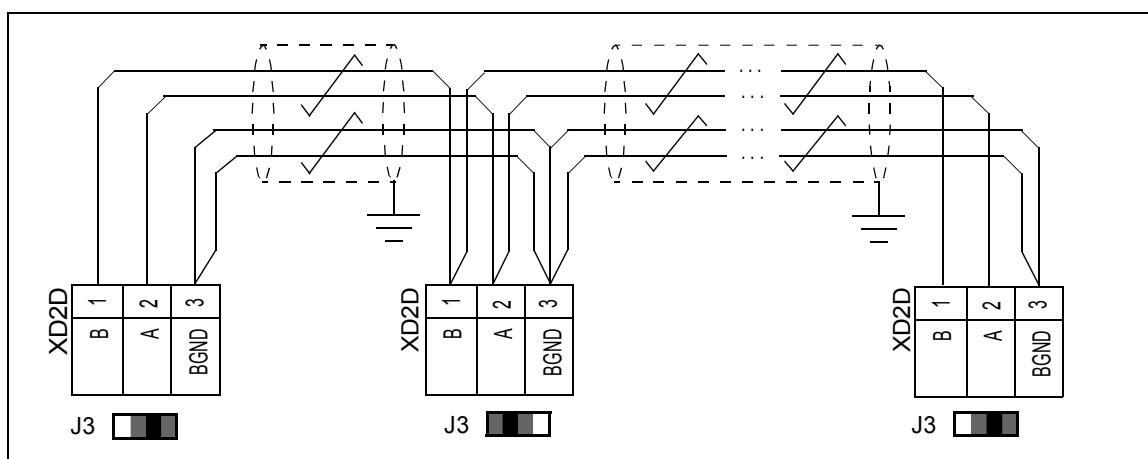 . . .
. . .
. . .
. . .
XD2D
1 2 3
B A BGND
J3
XD2D
1 2 3
B A BGND
J3
XD2D
1 2 3
B A BGND
J3